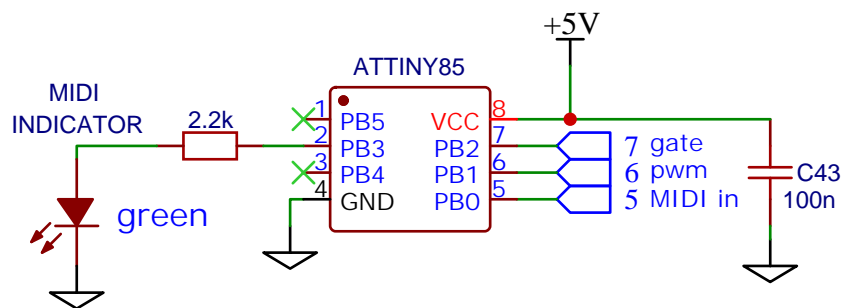 +5V
ATTINY85
MIDI
INDICATOR
2.2k
1 PB5 VCC 8
2 PB3 PB2 7 7 gate
3 PB4 PB1 6 6 pwm
4 GND PB0 5 5 MIDI in
C43
100n
green